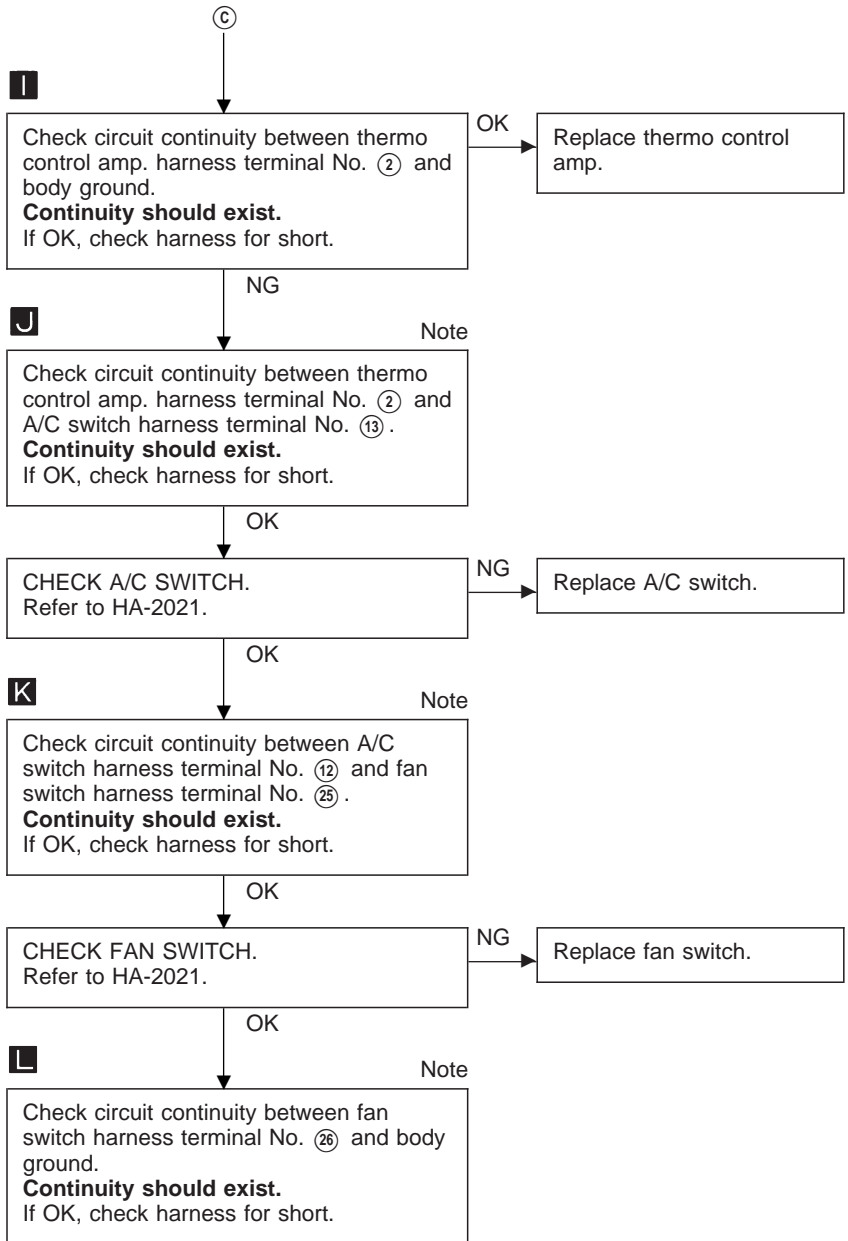 Ⓒ
I
Check circuit continuity between thermo
control amp. harness terminal No. ② and
body ground.
Continuity should exist.
If OK, check harness for short.
OK
Replace thermo control
amp.
NG
J
Note
Check circuit continuity between thermo
control amp. harness terminal No. ② and
A/C switch harness terminal No. ⑬.
Continuity should exist.
If OK, check harness for short.
OK
CHECK A/C SWITCH.
Refer to HA-2021.
NG
Replace A/C switch.
OK
K
Note
Check circuit continuity between A/C
switch harness terminal No. ⑫ and fan
switch harness terminal No. ㉕.
Continuity should exist.
If OK, check harness for short.
OK
CHECK FAN SWITCH.
Refer to HA-2021.
NG
Replace fan switch.
OK
L
Note
Check circuit continuity between fan
switch harness terminal No. ㉖ and body
ground.
Continuity should exist.
If OK, check harness for short.